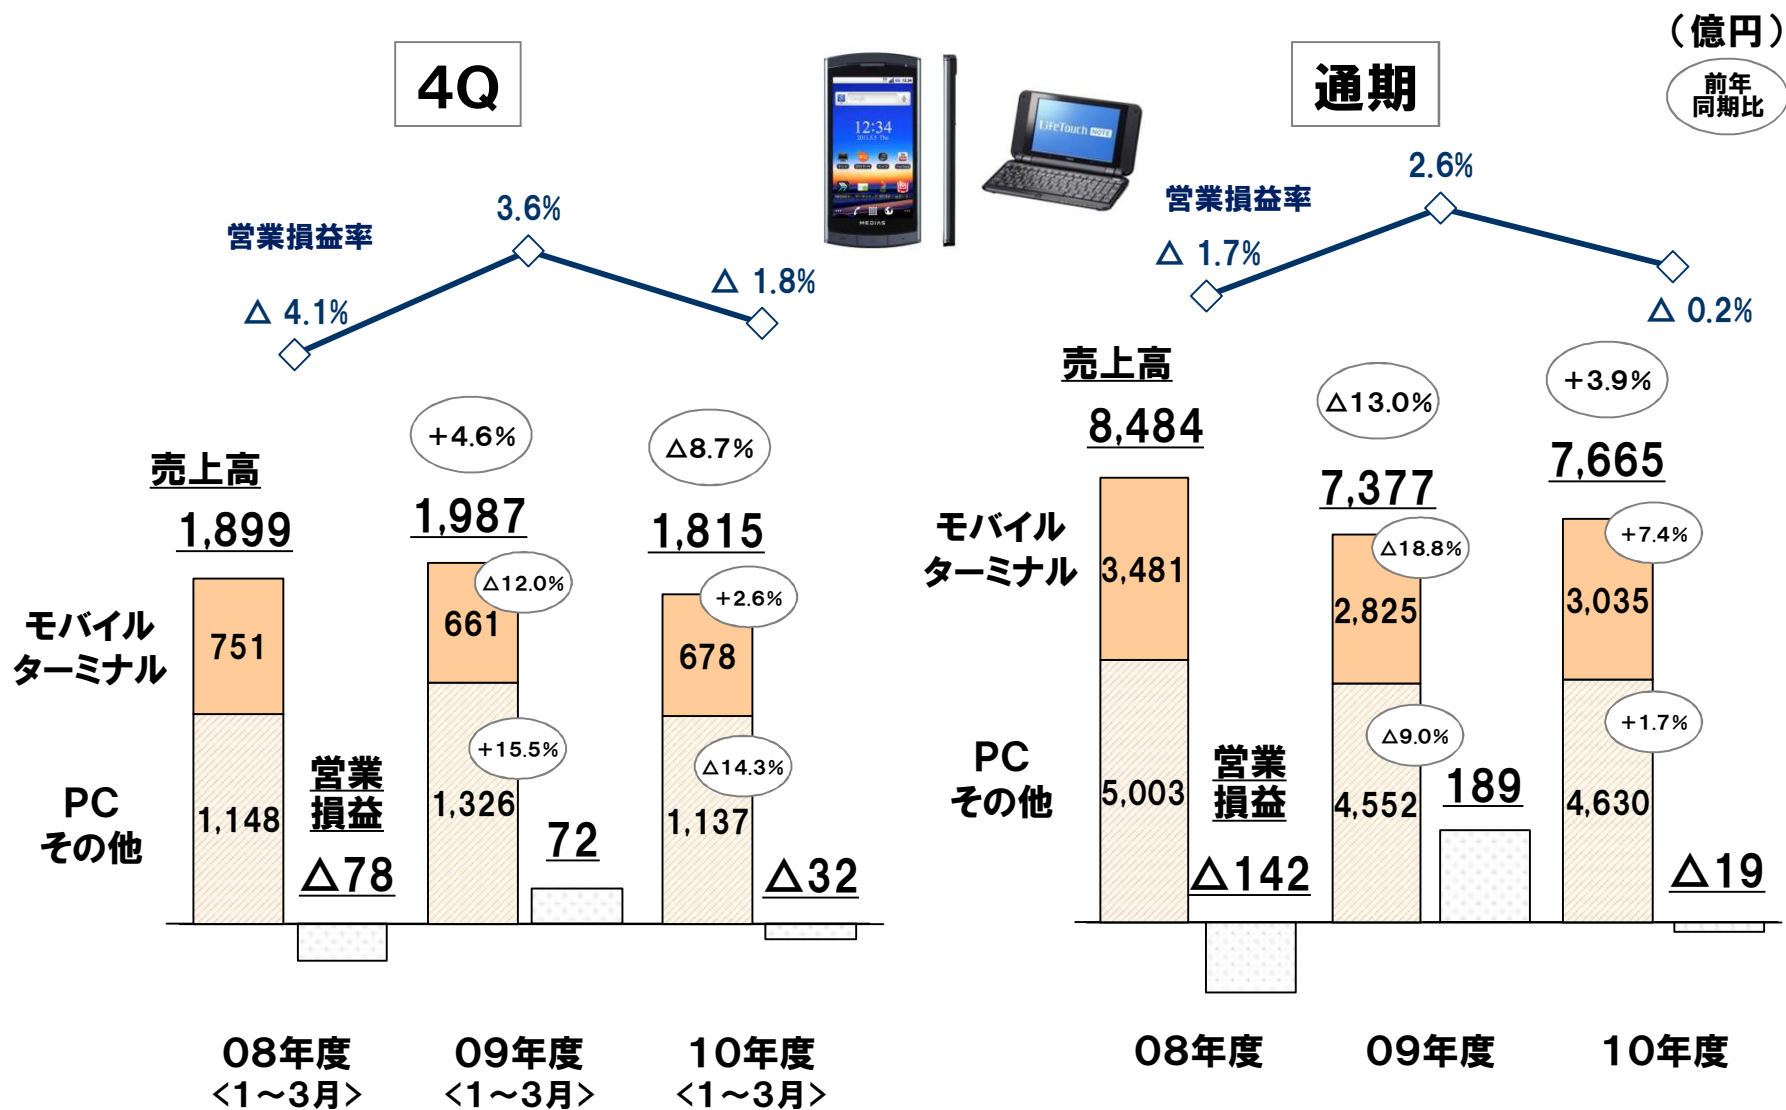 (億円)
前年
同期比
4Q
通期
12:34
MEDIAS
LifeTouch NOTE
営業損益率
△ 4.1%
3.6%
△ 1.8%
営業損益率
△ 1.7%
2.6%
△ 0.2%
売上高
1,899
+4.6%
1,987
△8.7%
1,815
モバイル
ターミナル
751
△12.0%
661
+2.6%
678
PC
その他
1,148
+15.5%
1,326
△14.3%
1,137
営業
損益
△78
72
△32
08年度
<1~3月>
09年度
<1~3月>
10年度
<1~3月>
売上高
8,484
△13.0%
7,377
+3.9%
7,665
モバイル
ターミナル
3,481
△18.8%
2,825
+7.4%
3,035
PC
その他
5,003
△9.0%
4,552
+1.7%
4,630
営業
損益
△142
189
△19
08年度
09年度
10年度